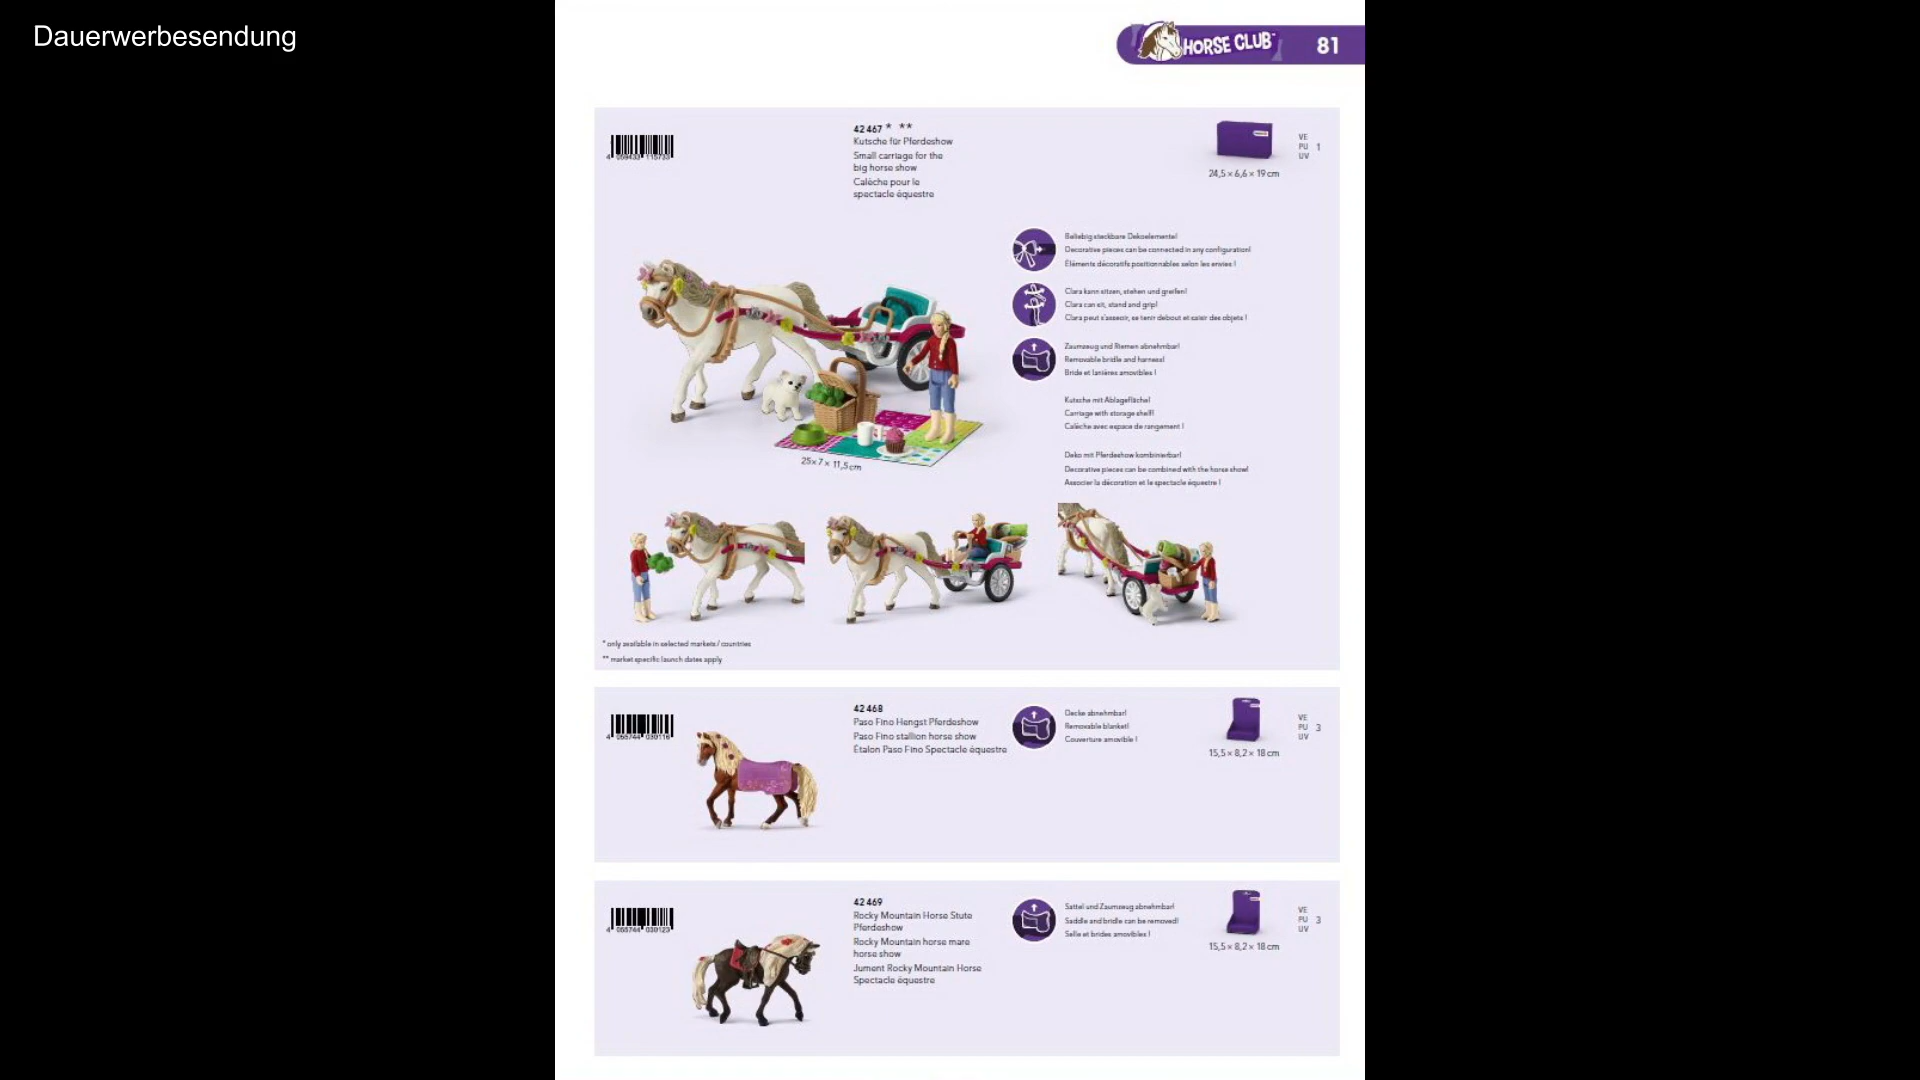 Dauerwerbesendung
HORSE CLUB
81
42467 * **
Kutsche für Pferdeshow
Small carriage for the
big horse show
Calèche pour le
spectacle équestre
24,5 × 6,6 × 19 cm
VE
PU 1
UV
Beliebig steckbare Dekoelemente!
Decorative pieces can be connected in any configuration!
Éléments décoratifs positionnables selon les envies !
Clara kann sitzen, stehen und greifen!
Clara can sit, stand and grip!
Clara peut s'asseoir, se tenir debout et saisir des objets !
Zaumzeug und Riemen abnehmbar!
Removable bridle and harness!
Bride et lanières amovibles !
Kutsche mit Ablagefläche!
Carriage with storage shelf!
Calèche avec espace de rangement !
Deko mit Pferdeshow kombinierbar!
Decorative pieces can be combined with the horse show!
Associer la décoration et le spectacle équestre !
25 × 7 × 11,5 cm
* only available in selected markets / countries
** market specific launch dates apply
42468
Paso Fino Hengst Pferdeshow
Paso Fino stallion horse show
Étalon Paso Fino Spectacle équestre
Decke abnehmbar!
Removable blanket!
Couverture amovible !
15,5 × 8,2 × 18 cm
VE
PU 3
UV
4 055744 030116
42469
Rocky Mountain Horse Stute
Pferdeshow
Rocky Mountain horse mare
horse show
Jument Rocky Mountain Horse
Spectacle équestre
Sattel und Zaumzeug abnehmbar!
Saddle and bridle can be removed!
Selle et brides amovibles !
15,5 × 8,2 × 18 cm
VE
PU 3
UV
4 055744 030123